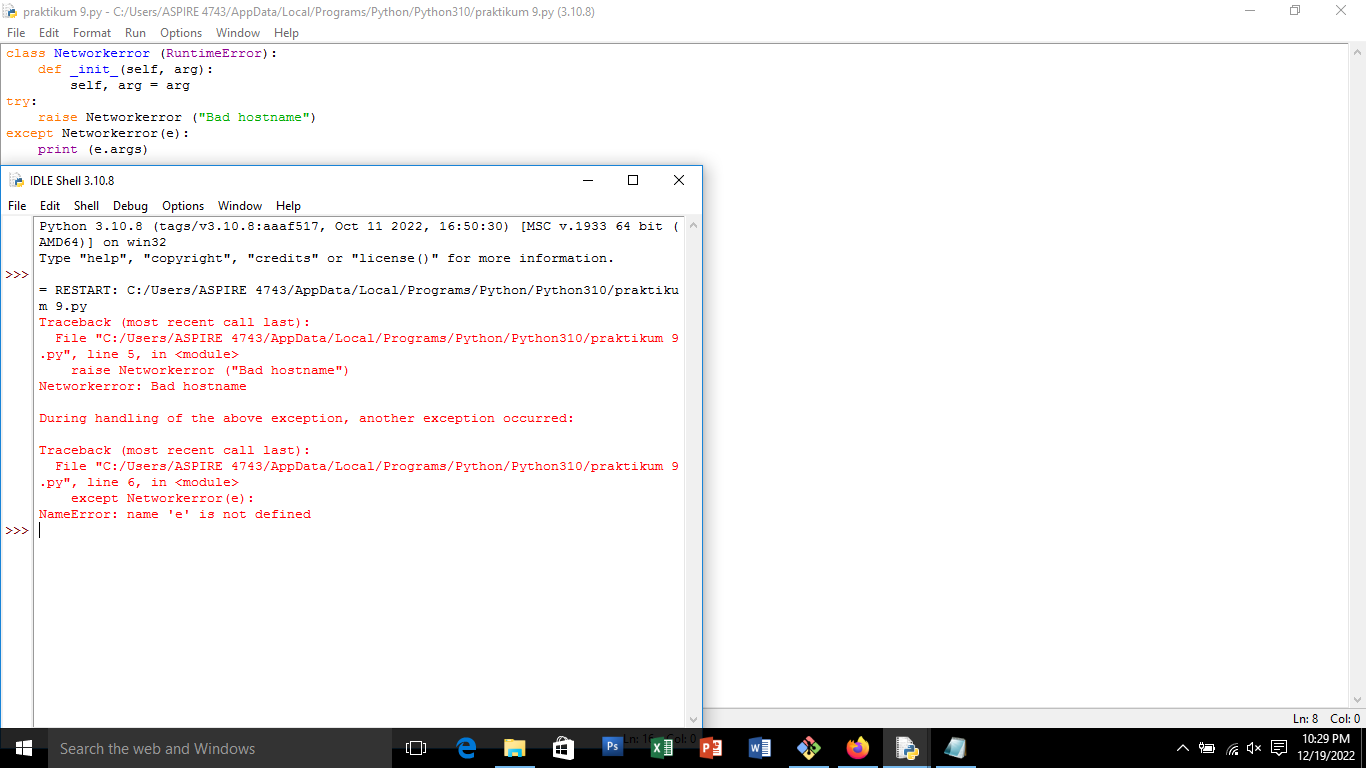 praktikum 9.py - C:/Users/ASPIRE 4743/AppData/Local/Programs/Python/Python310/praktikum 9.py (3.10.8)
File Edit Format Run Options Window Help
class Networkerror (RuntimeError):
    def _init_(self, arg):
        self, arg = arg
try:
    raise Networkerror ("Bad hostname")
except Networkerror(e):
    print (e.args)
IDLE Shell 3.10.8
File Edit Shell Debug Options Window Help
Python 3.10.8 (tags/v3.10.8:aaaf517, Oct 11 2022, 16:50:30) [MSC v.1933 64 bit (
AMD64)] on win32
Type "help", "copyright", "credits" or "license()" for more information.
>>>
= RESTART: C:/Users/ASPIRE 4743/AppData/Local/Programs/Python/Python310/praktiku
m 9.py
Traceback (most recent call last):
  File "C:/Users/ASPIRE 4743/AppData/Local/Programs/Python/Python310/praktikum 9
.py", line 5, in <module>
    raise Networkerror ("Bad hostname")
Networkerror: Bad hostname
During handling of the above exception, another exception occurred:
Traceback (most recent call last):
  File "C:/Users/ASPIRE 4743/AppData/Local/Programs/Python/Python310/praktikum 9
.py", line 6, in <module>
    except Networkerror(e):
NameError: name 'e' is not defined
>>>
Ln: 8 Col: 0
Ln: 16 Col: 0
Search the web and Windows
Ps
10:29 PM
12/19/2022